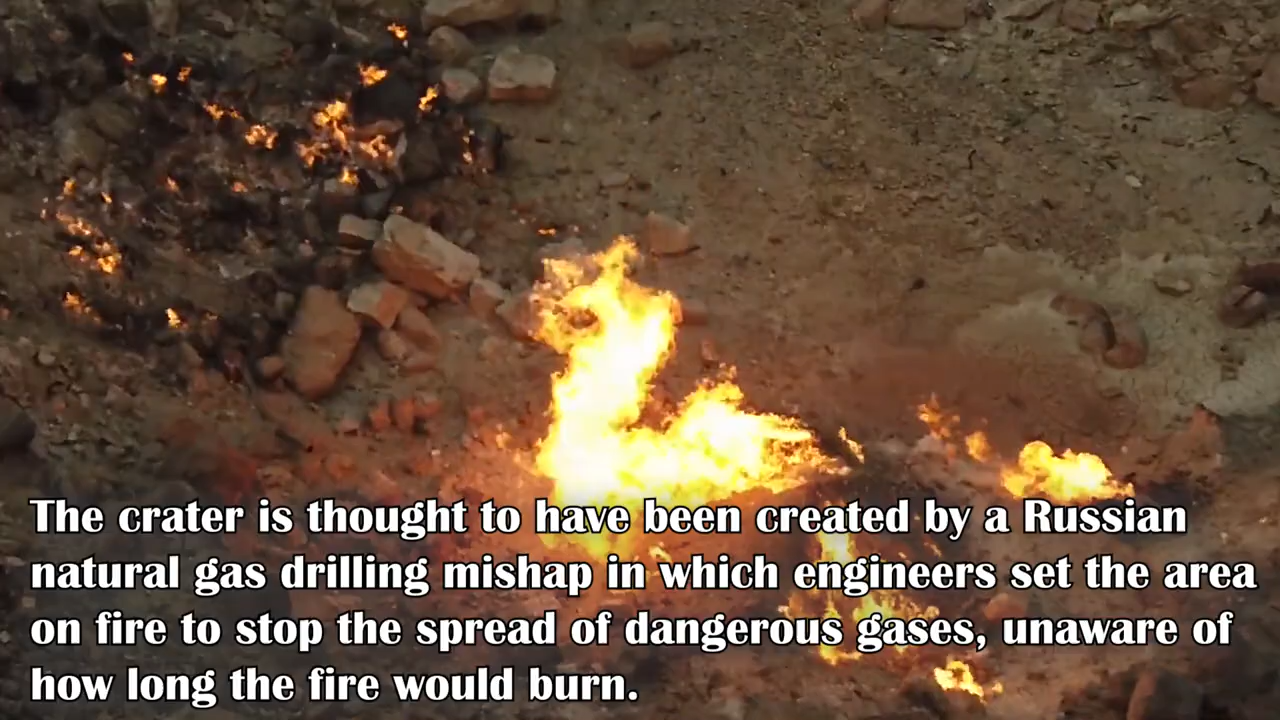 The crater is thought to have been created by a Russian
natural gas drilling mishap in which engineers set the area
on fire to stop the spread of dangerous gases, unaware of
how long the fire would burn.